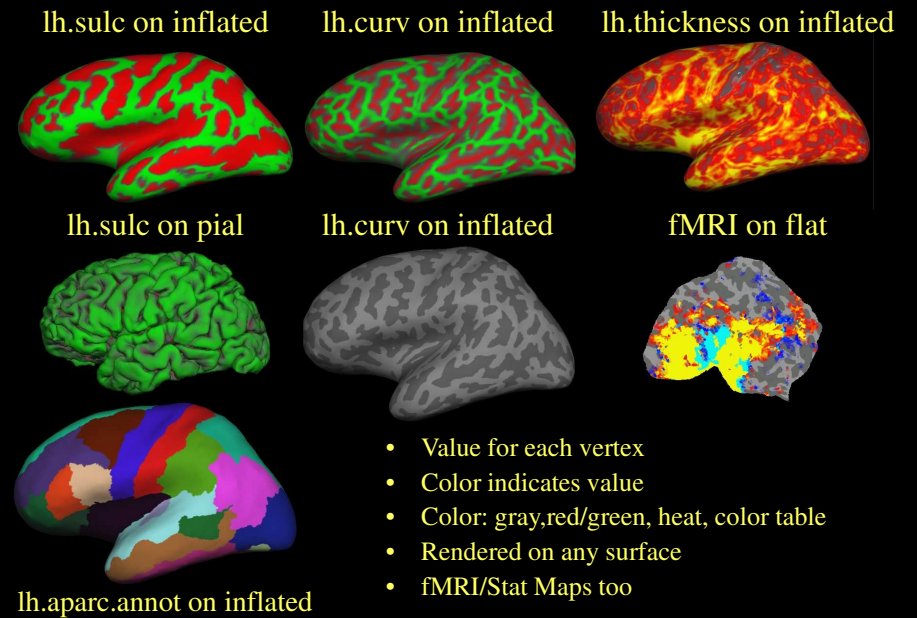 lh.sulc on inflated
lh.curv on inflated
lh.thickness on inflated
lh.sulc on pial
lh.curv on inflated
fMRI on flat
• Value for each vertex
• Color indicates value
• Color: gray,red/green, heat, color table
• Rendered on any surface
• fMRI/Stat Maps too
lh.aparc.annot on inflated